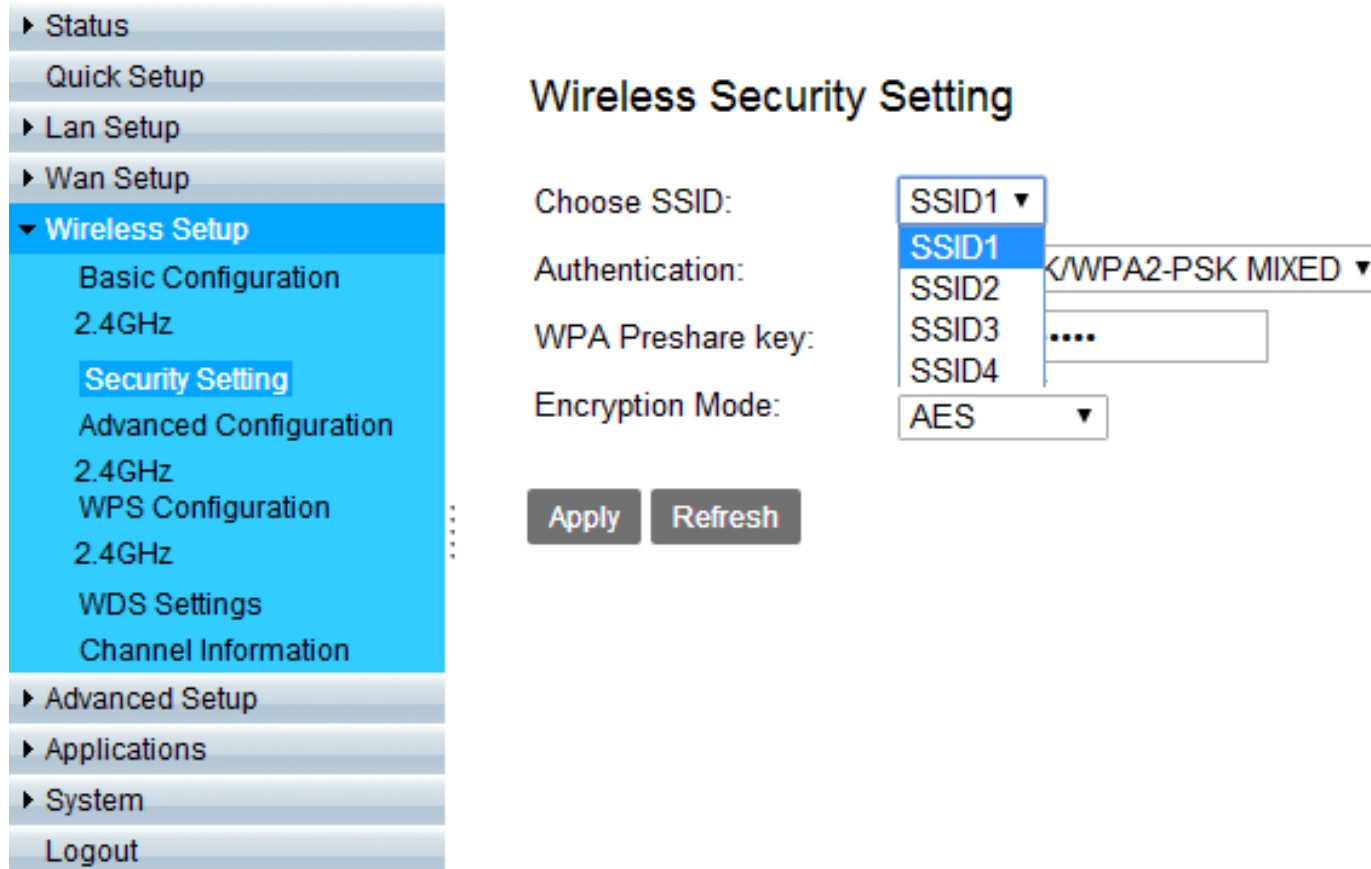 Status
Quick Setup
Lan Setup
Wan Setup
Wireless Setup
Basic Configuration
2.4GHz
Security Setting
Advanced Configuration
2.4GHz
WPS Configuration
2.4GHz
WDS Settings
Channel Information
Advanced Setup
Applications
System
Logout
Wireless Security Setting
Choose SSID: SSID1
SSID1
SSID2
SSID3
SSID4
Authentication: K/WPA2-PSK MIXED
WPA Preshare key: ••••
Encryption Mode: AES
Apply Refresh